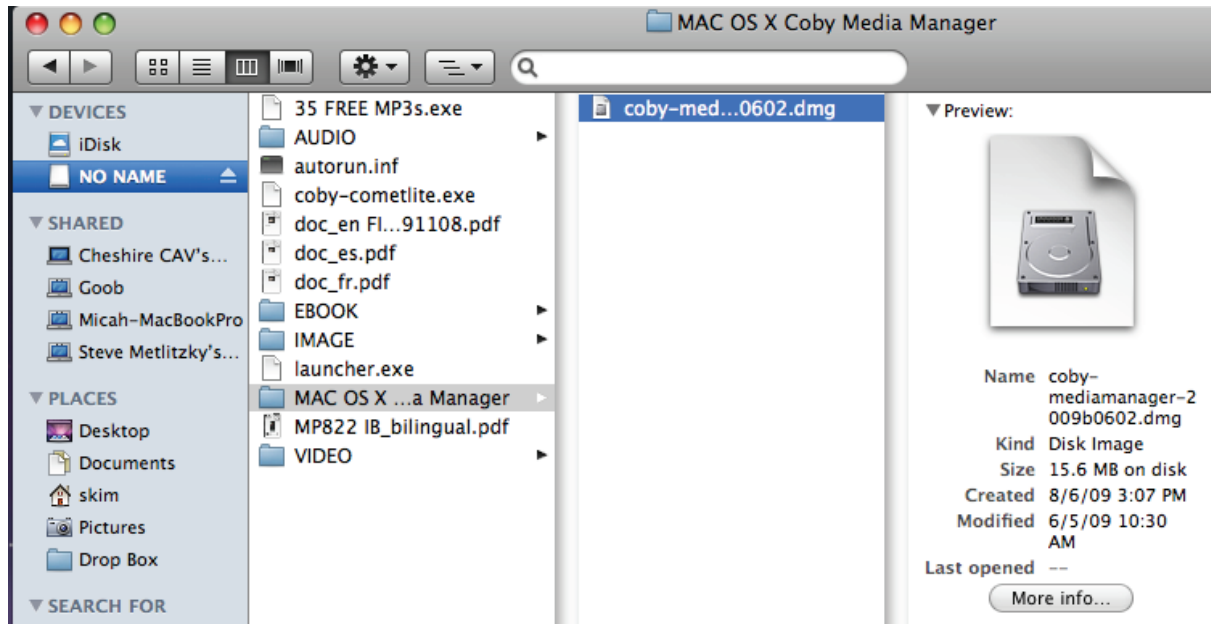 MAC OS X Coby Media Manager
DEVICES
iDisk
NO NAME
SHARED
Cheshire CAV's...
Goob
Micah-MacBookPro
Steve Metlitzky's...
PLACES
Desktop
Documents
skim
Pictures
Drop Box
SEARCH FOR
35 FREE MP3s.exe
AUDIO
autorun.inf
coby-cometlite.exe
doc_en FI...91108.pdf
doc_es.pdf
doc_fr.pdf
EBOOK
IMAGE
launcher.exe
MAC OS X ...a Manager
MP822 IB_bilingual.pdf
VIDEO
coby-med...0602.dmg
Preview:
Name coby-
mediamanager-2
009b0602.dmg
Kind Disk Image
Size 15.6 MB on disk
Created 8/6/09 3:07 PM
Modified 6/5/09 10:30
AM
Last opened --
More info...